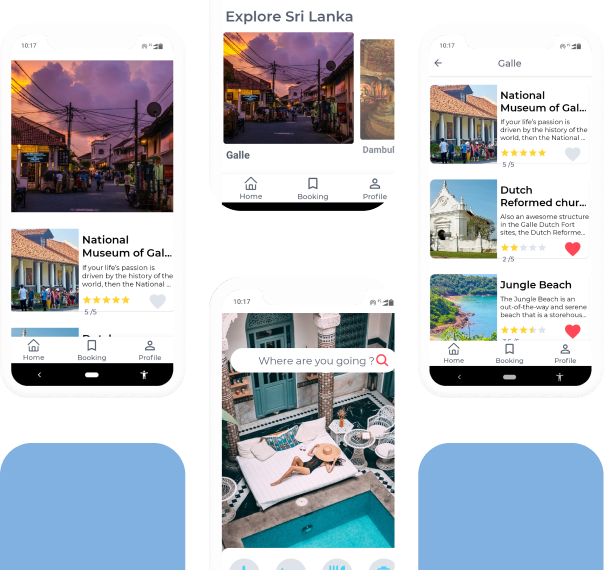 10:17
National
Museum of Gal...
If your life's passion is
driven by the history of the
world, then the National ...
5 /5
Home
Booking
Profile
Explore Sri Lanka
Galle
Dambul
Home
Booking
Profile
10:17
Where are you going ?
10:17
Galle
National
Museum of Gal...
If your life's passion is
driven by the history of the
world, then the National ...
5 /5
Dutch
Reformed chur...
Also an awesome structure
in the Galle Dutch Fort
sites, the Dutch Reforme...
2 /5
Jungle Beach
The Jungle Beach is an
out-of-the-way and serene
beach that is a storehous...
Home
Booking
Profile